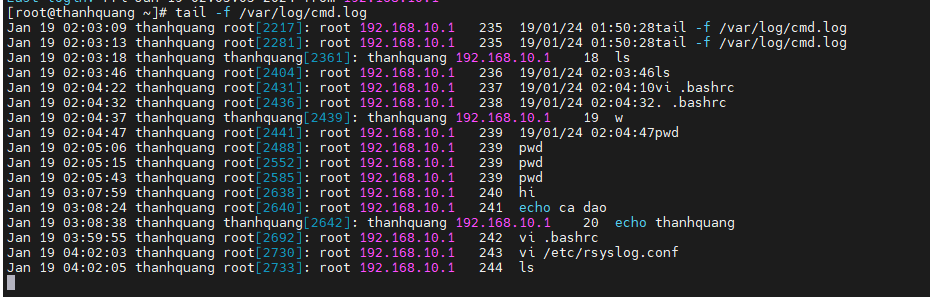 [root@thanhquang ~]# tail -f /var/log/cmd.log
Jan 19 02:03:09 thanhquang root[2217]: root 192.168.10.1 235 19/01/24 01:50:28tail -f /var/log/cmd.log
Jan 19 02:03:13 thanhquang root[2281]: root 192.168.10.1 235 19/01/24 01:50:28tail -f /var/log/cmd.log
Jan 19 02:03:18 thanhquang thanhquang[2361]: thanhquang 192.168.10.1 18 ls
Jan 19 02:03:46 thanhquang root[2404]: root 192.168.10.1 236 19/01/24 02:03:46ls
Jan 19 02:04:22 thanhquang root[2431]: root 192.168.10.1 237 19/01/24 02:04:10vi .bashrc
Jan 19 02:04:32 thanhquang root[2436]: root 192.168.10.1 238 19/01/24 02:04:32. .bashrc
Jan 19 02:04:37 thanhquang thanhquang[2439]: thanhquang 192.168.10.1 19 w
Jan 19 02:04:47 thanhquang root[2441]: root 192.168.10.1 239 19/01/24 02:04:47pwd
Jan 19 02:05:06 thanhquang root[2488]: root 192.168.10.1 239 pwd
Jan 19 02:05:15 thanhquang root[2552]: root 192.168.10.1 239 pwd
Jan 19 02:05:43 thanhquang root[2585]: root 192.168.10.1 239 pwd
Jan 19 03:07:59 thanhquang root[2638]: root 192.168.10.1 240 hi
Jan 19 03:08:24 thanhquang root[2640]: root 192.168.10.1 241 echo ca dao
Jan 19 03:08:38 thanhquang thanhquang[2642]: thanhquang 192.168.10.1 20 echo thanhquang
Jan 19 03:59:55 thanhquang root[2692]: root 192.168.10.1 242 vi .bashrc
Jan 19 04:02:03 thanhquang root[2730]: root 192.168.10.1 243 vi /etc/rsyslog.conf
Jan 19 04:02:05 thanhquang root[2733]: root 192.168.10.1 244 ls